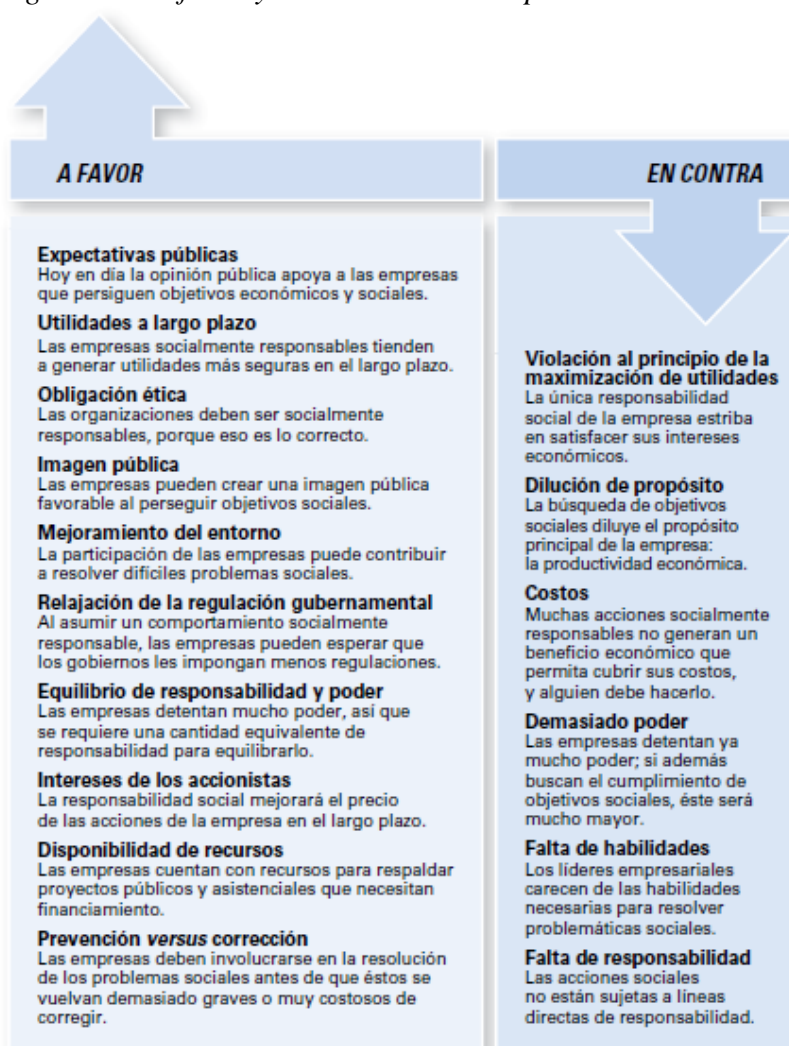 A FAVOR
Expectativas públicas
Hoy en día la opinión pública apoya a las empresas
que persiguen objetivos económicos y sociales.
Utilidades a largo plazo
Las empresas socialmente responsables tienden
a generar utilidades más seguras en el largo plazo.
Obligación ética
Las organizaciones deben ser socialmente
responsables, porque eso es lo correcto.
Imagen pública
Las empresas pueden crear una imagen pública
favorable al perseguir objetivos sociales.
Mejoramiento del entorno
La participación de las empresas puede contribuir
a resolver difíciles problemas sociales.
Relajación de la regulación gubernamental
Al asumir un comportamiento socialmente
responsable, las empresas pueden esperar que
los gobiernos les impongan menos regulaciones.
Equilibrio de responsabilidad y poder
Las empresas detentan mucho poder, así que
se requiere una cantidad equivalente de
responsabilidad para equilibrarlo.
Intereses de los accionistas
La responsabilidad social mejorará el precio
de las acciones de la empresa en el largo plazo.
Disponibilidad de recursos
Las empresas cuentan con recursos para respaldar
proyectos públicos y asistenciales que necesitan
financiamiento.
Prevención versus corrección
Las empresas deben involucrarse en la resolución
de los problemas sociales antes de que éstos se
vuelvan demasiado graves o muy costosos de
corregir.
EN CONTRA
Violación al principio de la
maximización de utilidades
La única responsabilidad
social de la empresa estriba
en satisfacer sus intereses
económicos.
Dilución de propósito
La búsqueda de objetivos
sociales diluye el propósito
principal de la empresa:
la productividad económica.
Costos
Muchas acciones socialmente
responsables no generan un
beneficio económico que
permita cubrir sus costos,
y alguien debe hacerlo.
Demasiado poder
Las empresas detentan ya
mucho poder; si además
buscan el cumplimiento de
objetivos sociales, éste será
mucho mayor.
Falta de habilidades
Los líderes empresariales
carecen de las habilidades
necesarias para resolver
problemáticas sociales.
Falta de responsabilidad
Las acciones sociales
no están sujetas a líneas
directas de responsabilidad.